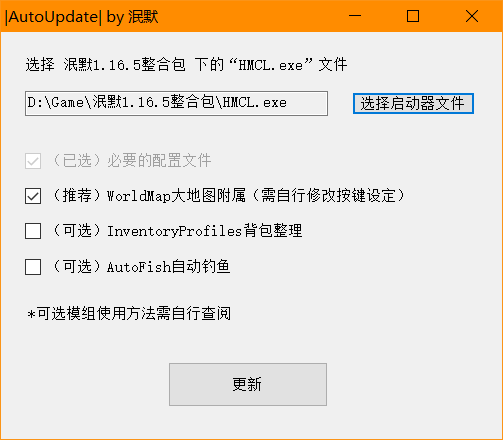 |AutoUpdate| by 泯默
选择 泯默1.16.5整合包 下的“HMCL.exe”文件
D:\Game\泯默1.16.5整合包\HMCL.exe 选择启动器文件
（已选）必要的配置文件
（推荐）WorldMap大地图附属（需自行修改按键设定）
（可选）InventoryProfiles背包整理
（可选）AutoFish自动钓鱼
*可选模组使用方法需自行查阅
更新